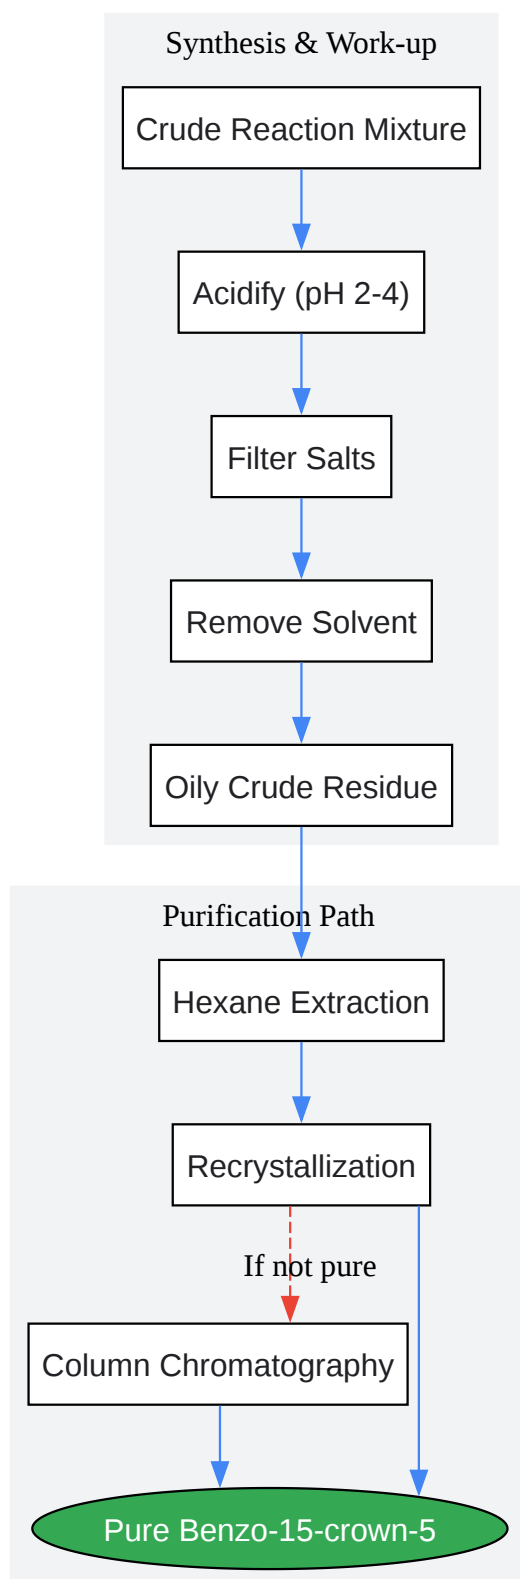 Synthesis & Work-up
Crude Reaction Mixture
Acidify (pH 2-4)
Filter Salts
Remove Solvent
Oily Crude Residue
Purification Path
Hexane Extraction
Recrystallization
If not pure
Column Chromatography
Pure Benzo-15-crown-5